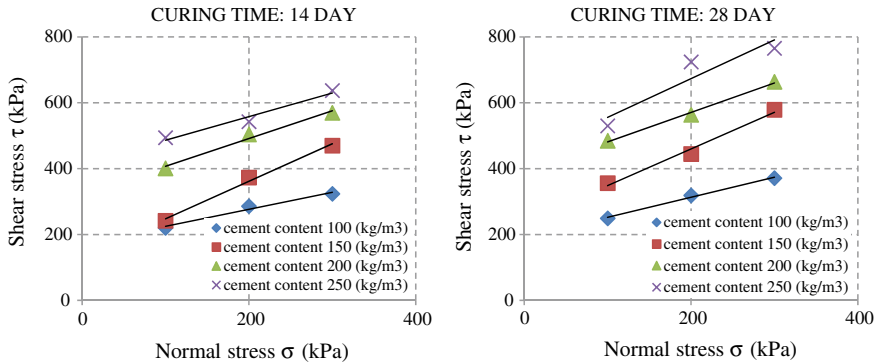 CURING TIME: 14 DAY
800
600
400
200
0
0
200
400
Shear stress τ (kPa)
Normal stress σ (kPa)
cement content 100 (kg/m3)
cement content 150 (kg/m3)
cement content 200 (kg/m3)
cement content 250 (kg/m3)
CURING TIME: 28 DAY
800
600
400
200
0
0
200
400
Shear stress τ (kPa)
Normal stress σ (kPa)
cement content 100 (kg/m3)
cement content 150 (kg/m3)
cement content 200 (kg/m3)
cement content 250 (kg/m3)